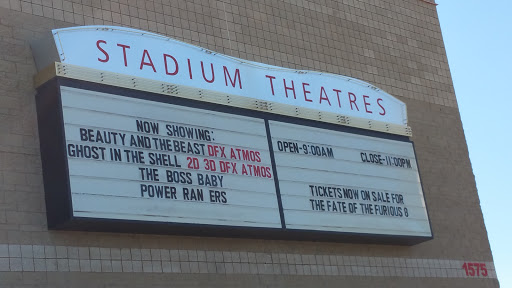 STADIUM THEATRES
NOW SHOWING:
BEAUTY AND THE BEAST DFX ATMOS
GHOST IN THE SHELL 2D 3D DFX ATMOS
THE BOSS BABY
POWER RAN ERS
OPEN-9:00AM CLOSE-11:00PM
TICKETS NOW ON SALE FOR
THE FATE OF THE FURIOUS 8
1575